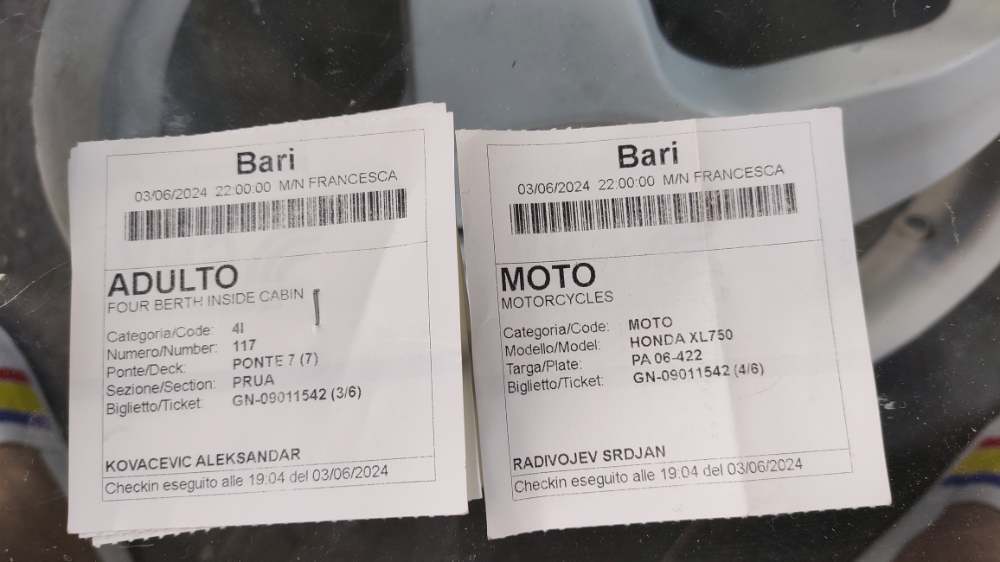 Bari
03/06/2024 22:00:00 M/N FRANCESCA
ADULTO
FOUR BERTH INSIDE CABIN
Categoria/Code: 4I
Numero/Number: 117
Ponte/Deck: PONTE 7 (7)
Sezione/Section: PRUA
Biglietto/Ticket: GN-09011542 (3/6)
KOVACEVIC ALEKSANDAR
Checkin eseguito alle 19:04 del 03/06/2024
Bari
03/06/2024 22:00:00 M/N FRANCESCA
MOTO
MOTORCYCLES
Categoria/Code: MOTO
Modello/Model: HONDA XL750
Targa/Plate: PA 06-422
Biglietto/Ticket: GN-09011542 (4/6)
RADIVOJEV SRDJAN
Checkin eseguito alle 19:04 del 03/06/2024